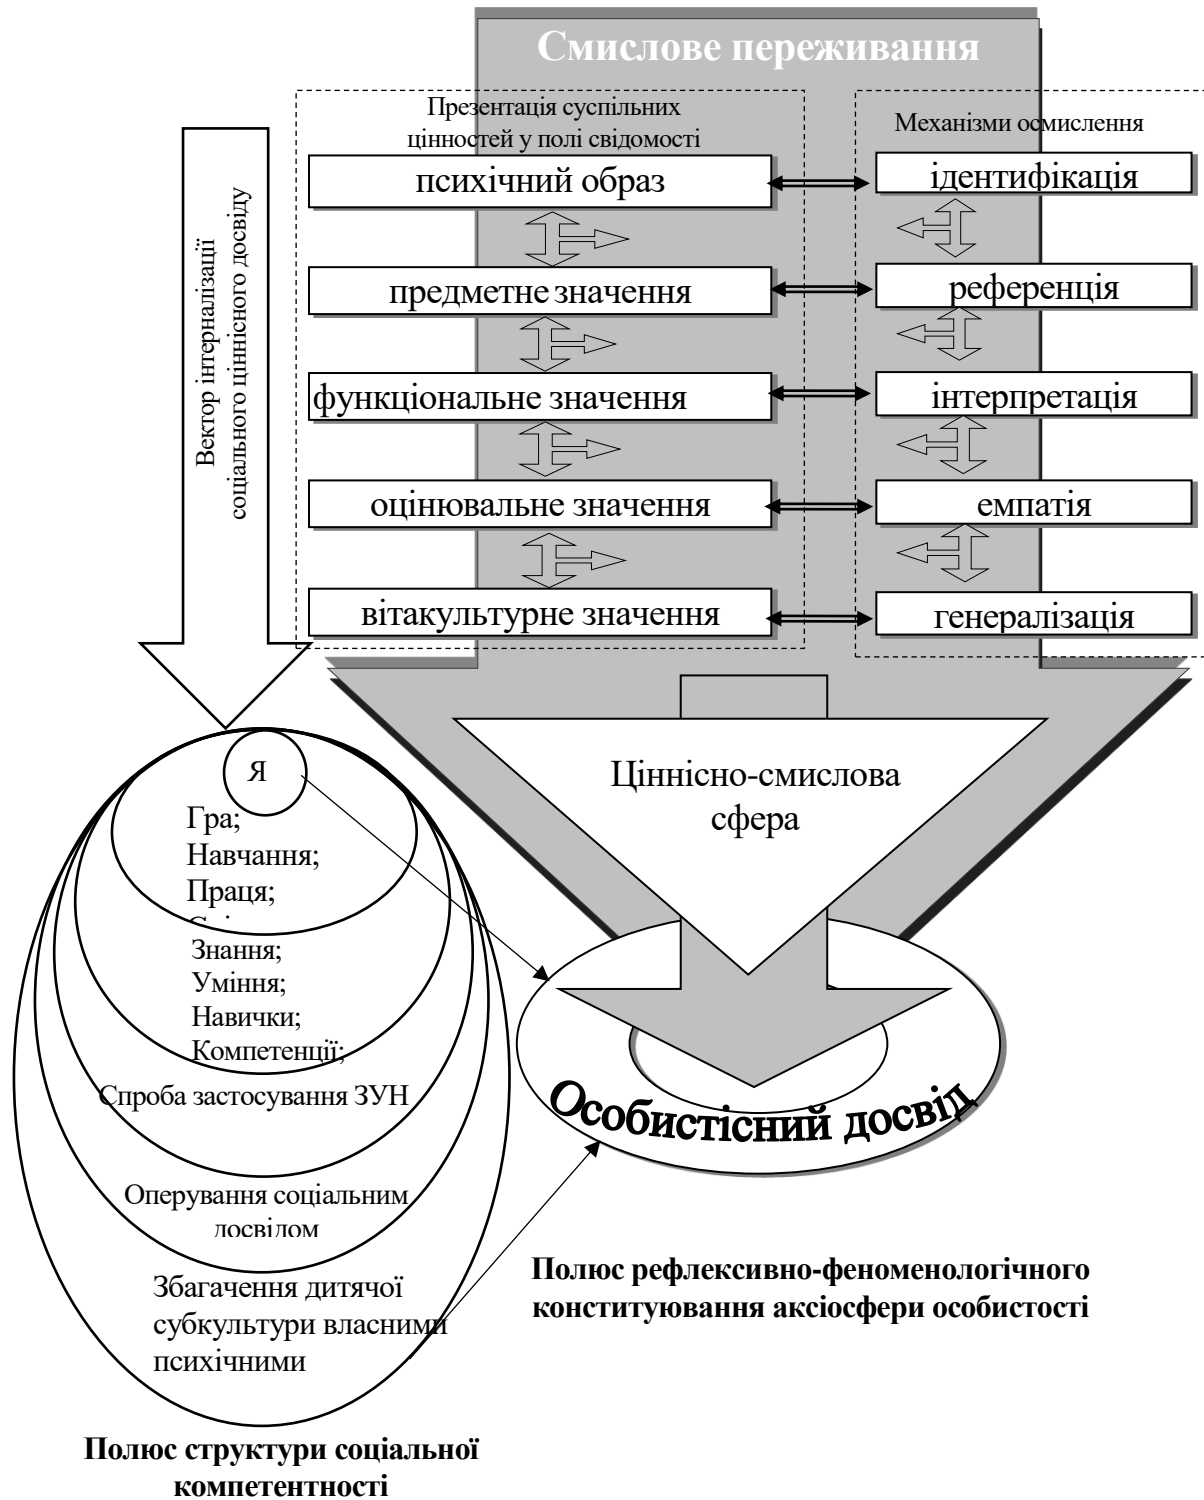 Смислове переживання
Презентація суспільних
цінностей у полі свідомості
Механізми осмислення
психічний образ
ідентифікація
предметне значення
референція
функціональне значення
інтерпретація
оцінювальне значення
емпатія
вітакультурне значення
генералізація
Вектор інтерналізації
соціального ціннісного досвіду
Ціннісно-смислова
сфера
Я
Гра;
Навчання;
Праця;
Знання;
Уміння;
Навички;
Компетенції;
Спроба застосування ЗУН
Оперування соціальним
досвідом
Збагачення дитячої
субкультури власними
психічними
Особистісний досвід
Полюс рефлексивно-феноменологічного
конституювання аксіосфери особистості
Полюс структури соціальної
компетентності